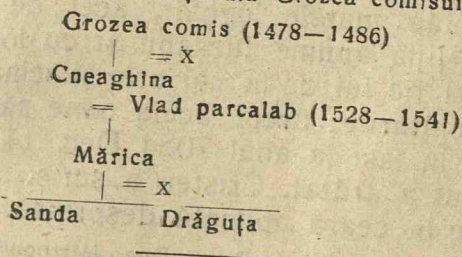 Grozea comis (1478—1486)
= x
Cneaghina
= Vlad parcalab (1528—1541)
Mărica
= x
Sanda Drăguța